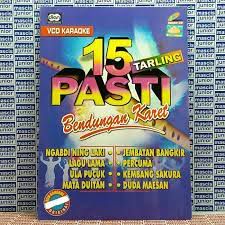 VCD KARAOKE
15
TARLING
PASTI
Bendungan Karet
NGABDI NING LAKI
LAGU LAMA
ULA PUCUK
MATA DUITAN
JEMBATAN BANGKIR
PERCUMA
KEMBANG SAKURA
DUDA MAESAN